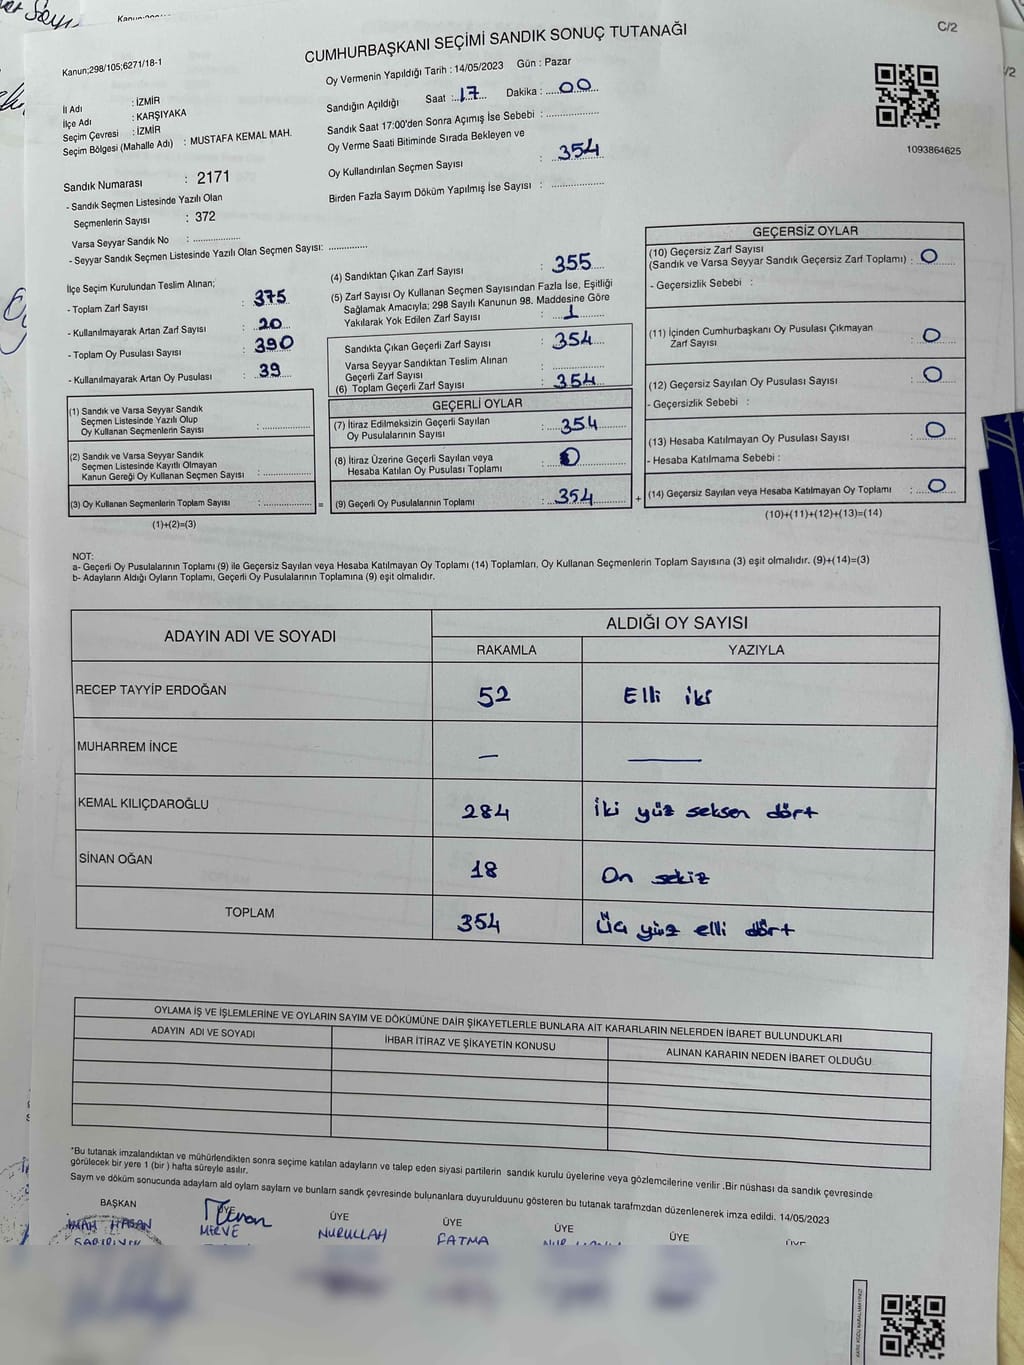 Kanun;298/105;6271/18-1
CUMHURBAŞKANI SEÇİMİ SANDIK SONUÇ TUTANAĞI
C/2
Oy Vermenin Yapıldığı Tarih : 14/05/2023 Gün : Pazar
İl Adı : İZMİR
İlçe Adı : KARŞIYAKA
Seçim Çevresi : İZMİR
Seçim Bölgesi (Mahalle Adı) : MUSTAFA KEMAL MAH.
Sandığın Açıldığı Saat : 17 Dakika : 00
Sandık Saat 17:00'den Sonra Açımış İse Sebebi :
Oy Verme Saati Bitiminde Sırada Bekleyen ve
Oy Kullandırılan Seçmen Sayısı : 354
Birden Fazla Sayım Döküm Yapılmış İse Sayısı :
1093864625
Sandık Numarası : 2171
- Sandık Seçmen Listesinde Yazılı Olan
Seçmenlerin Sayısı : 372
Varsa Seyyar Sandık No :
- Seyyar Sandık Seçmen Listesinde Yazılı Olan Seçmen Sayısı:
İlçe Seçim Kurulundan Teslim Alınan;
- Toplam Zarf Sayısı : 375
- Kullanılmayarak Artan Zarf Sayısı : 20
- Toplam Oy Pusulası Sayısı : 390
- Kullanılmayarak Artan Oy Pusulası : 39
(1) Sandık ve Varsa Seyyar Sandık
Seçmen Listesinde Yazılı Olup
Oy Kullanan Seçmenlerin Sayısı :
(2) Sandık ve Varsa Seyyar Sandık
Seçmen Listesinde Kayıtlı Olmayan
Kanun Gereği Oy Kullanan Seçmen Sayısı :
(3) Oy Kullanan Seçmenlerin Toplam Sayısı : =
(1)+(2)=(3)
(4) Sandıktan Çıkan Zarf Sayısı : 355
(5) Zarf Sayısı Oy Kullanan Seçmen Sayısından Fazla İse, Eşitliği
Sağlamak Amacıyla; 298 Sayılı Kanunun 98. Maddesine Göre
Yakılarak Yok Edilen Zarf Sayısı : 1
Sandıkta Çıkan Geçerli Zarf Sayısı : 354
Varsa Seyyar Sandıktan Teslim Alınan
Geçerli Zarf Sayısı :
(6) Toplam Geçerli Zarf Sayısı : 354
GEÇERLİ OYLAR
(7) İtiraz Edilmeksizin Geçerli Sayılan
Oy Pusulalarının Sayısı : 354
(8) İtiraz Üzerine Geçerli Sayılan veya
Hesaba Katılan Oy Pusulası Toplamı : 0
(9) Geçerli Oy Pusulalarının Toplamı : 354 +
GEÇERSİZ OYLAR
(10) Geçersiz Zarf Sayısı
(Sandık ve Varsa Seyyar Sandık Geçersiz Zarf Toplamı) : 0
- Geçersizlik Sebebi :
(11) İçinden Cumhurbaşkanı Oy Pusulası Çıkmayan
Zarf Sayısı : 0
(12) Geçersiz Sayılan Oy Pusulası Sayısı : 0
- Geçersizlik Sebebi :
(13) Hesaba Katılmayan Oy Pusulası Sayısı : 0
- Hesaba Katılmama Sebebi :
(14) Geçersiz Sayılan veya Hesaba Katılmayan Oy Toplamı : 0
(10)+(11)+(12)+(13)=(14)
NOT:
a- Geçerli Oy Pusulalarının Toplamı (9) ile Geçersiz Sayılan veya Hesaba Katılmayan Oy Toplamı (14) Toplamları, Oy Kullanan Seçmenlerin Toplam Sayısına (3) eşit olmalıdır. (9)+(14)=(3)
b- Adayların Aldığı Oyların Toplamı, Geçerli Oy Pusulalarının Toplamına (9) eşit olmalıdır.
ADAYIN ADI VE SOYADI ALDIĞI OY SAYISI
RAKAMLA YAZIYLA
RECEP TAYYİP ERDOĞAN 52 Elli iki
MUHARREM İNCE — —
KEMAL KILIÇDAROĞLU 284 İki yüz seksen dört
SİNAN OĞAN 18 On sekiz
TOPLAM 354 Üç yüz elli dört
OYLAMA İŞ VE İŞLEMLERİNE VE OYLARIN SAYIM VE DÖKÜMÜNE DAİR ŞİKAYETLERLE BUNLARA AİT KARARLARIN NELERDEN İBARET BULUNDUKLARI
ADAYIN ADI VE SOYADI İHBAR İTİRAZ VE ŞİKAYETİN KONUSU ALINAN KARARIN NEDEN İBARET OLDUĞU
*Bu tutanak imzalandıktan ve mühürlendikten sonra seçime katılan adayların ve talep eden siyasi partilerin sandık kurulu üyelerine veya gözlemcilerine verilir .Bir nüshası da sandık çevresinde
görülecek bir yere 1 (bir ) hafta süreyle asılır.
Saym ve döküm sonucunda adaylarn ald oylarn saylarn ve bunlarn sandk çevresinde bulunanlara duyurulduunu gösteren bu tutanak tarafmzdan düzenlenerek imza edildi. 14/05/2023
BAŞKAN ÜYE ÜYE ÜYE ÜYE ÜYE
HASAN MERVE NURULLAH FATMA